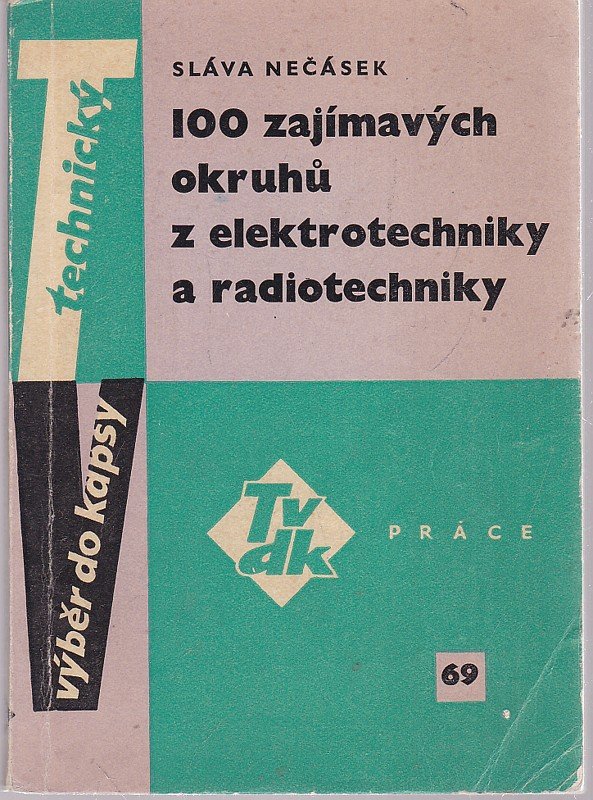 SLÁVA NEČÁSEK
100 zajímavých
okruhů
z elektrotechniky
a radiotechniky
technický
výběr do kapsy
Tv
dk
PRÁCE
69